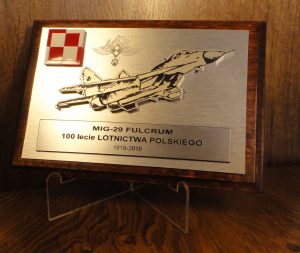 MIG-29 FULCRUM
100 lecie LOTNICTWA POLSKIEGO
1918-2018